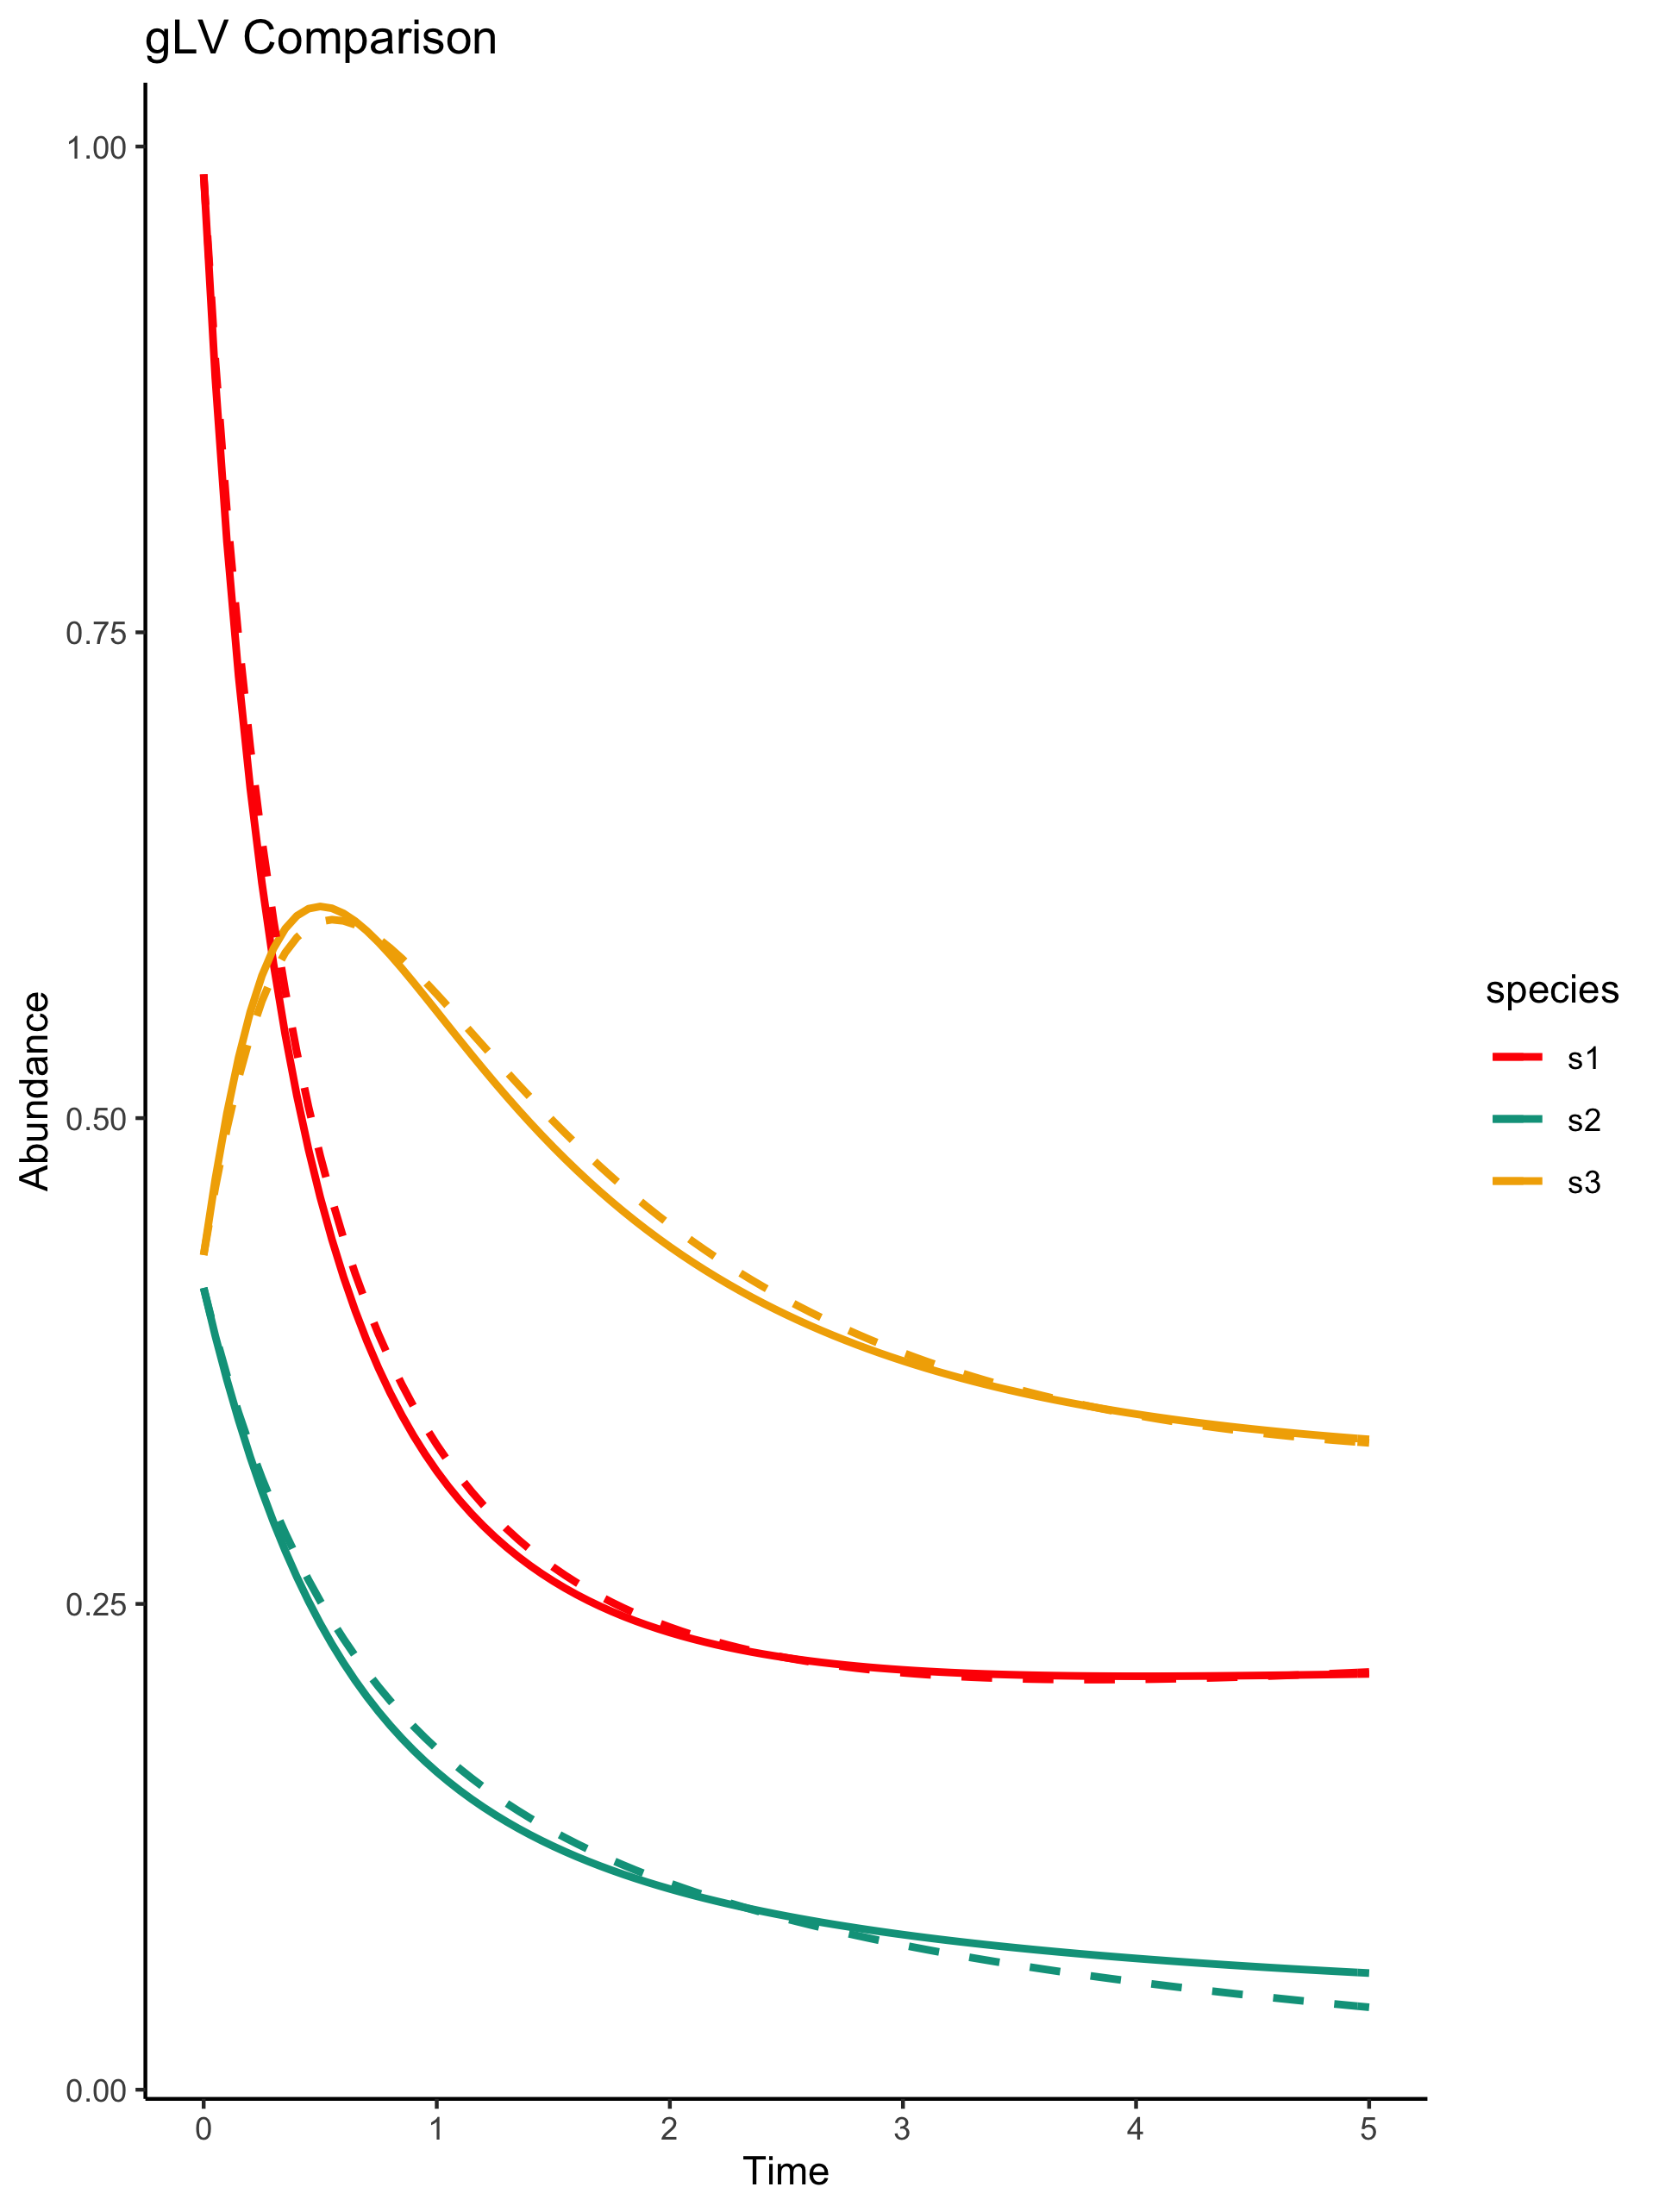 gLV Comparison
1.00
0.75
0.50
0.25
0.00
Abundance
0 1 2 3 4 5
Time
species
s1
s2
s3